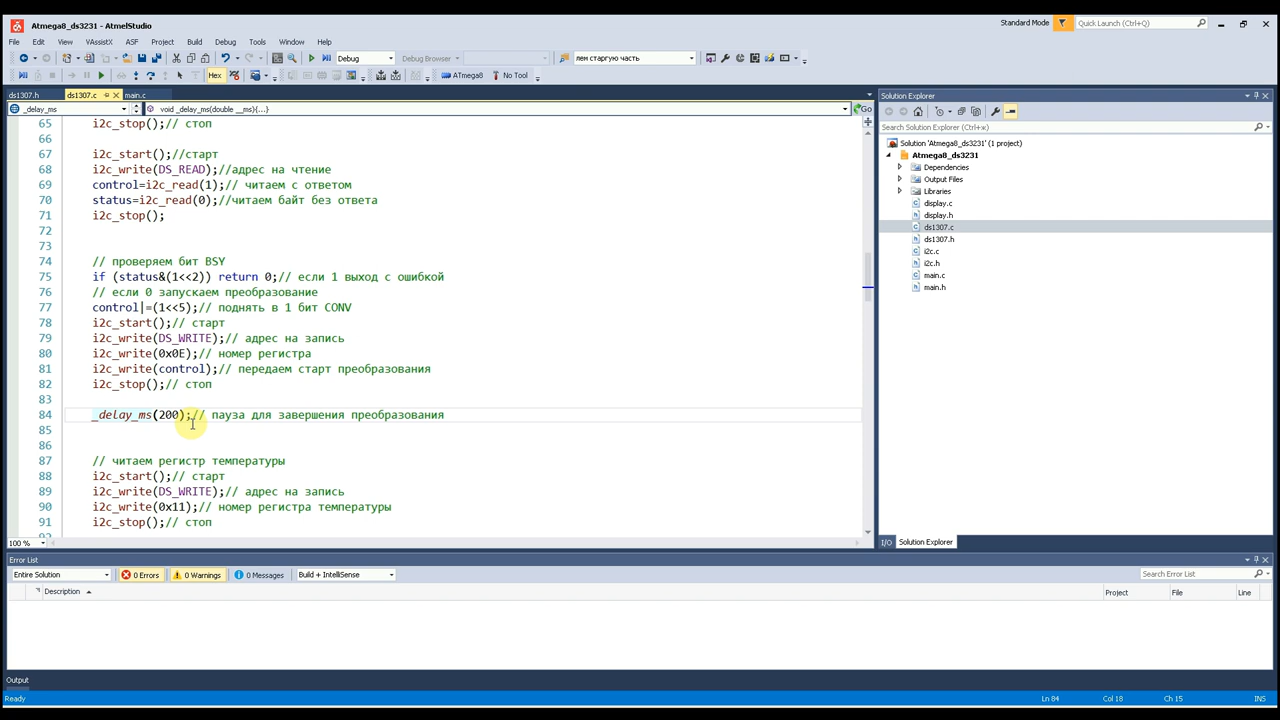 Atmega8_ds3231 - AtmelStudio
Standard Mode
Quick Launch (Ctrl+Ж)
File Edit View VAssistX ASF Project Build Debug Tools Window Help
Debug
Debug Browser
лем старгую часть
Hex
ATmega8
No Tool
ds1307.h
ds1307.c
main.c
_delay_ms
void _delay_ms(double __ms){...}
Go
65 i2c_stop();// стоп
66
67 i2c_start();//старт
68 i2c_write(DS_READ);//адрес на чтение
69 control=i2c_read(1);// читаем с ответом
70 status=i2c_read(0);//читаем байт без ответа
71 i2c_stop();
72
73
74 // проверяем бит BSY
75 if (status&(1<<2)) return 0;// если 1 выход с ошибкой
76 // если 0 запускаем преобразование
77 control|=(1<<5);// поднять в 1 бит CONV
78 i2c_start();// старт
79 i2c_write(DS_WRITE);// адрес на запись
80 i2c_write(0x0E);// номер регистра
81 i2c_write(control);// передаем старт преобразования
82 i2c_stop();// стоп
83
84 _delay_ms(200);// пауза для завершения преобразования
85
86
87 // читаем регистр температуры
88 i2c_start();// старт
89 i2c_write(DS_WRITE);// адрес на запись
90 i2c_write(0x11);// номер регистра температуры
91 i2c_stop();// стоп
92
100 %
Solution Explorer
Search Solution Explorer (Ctrl+ж)
Solution 'Atmega8_ds3231' (1 project)
Atmega8_ds3231
Dependencies
Output Files
Libraries
display.c
display.h
ds1307.c
ds1307.h
i2c.c
i2c.h
main.c
main.h
I/O
Solution Explorer
Error List
Entire Solution
0 Errors
0 Warnings
0 Messages
Build + IntelliSense
Search Error List
Description
Project
File
Line
Output
Ready
Ln 84
Col 18
Ch 15
INS